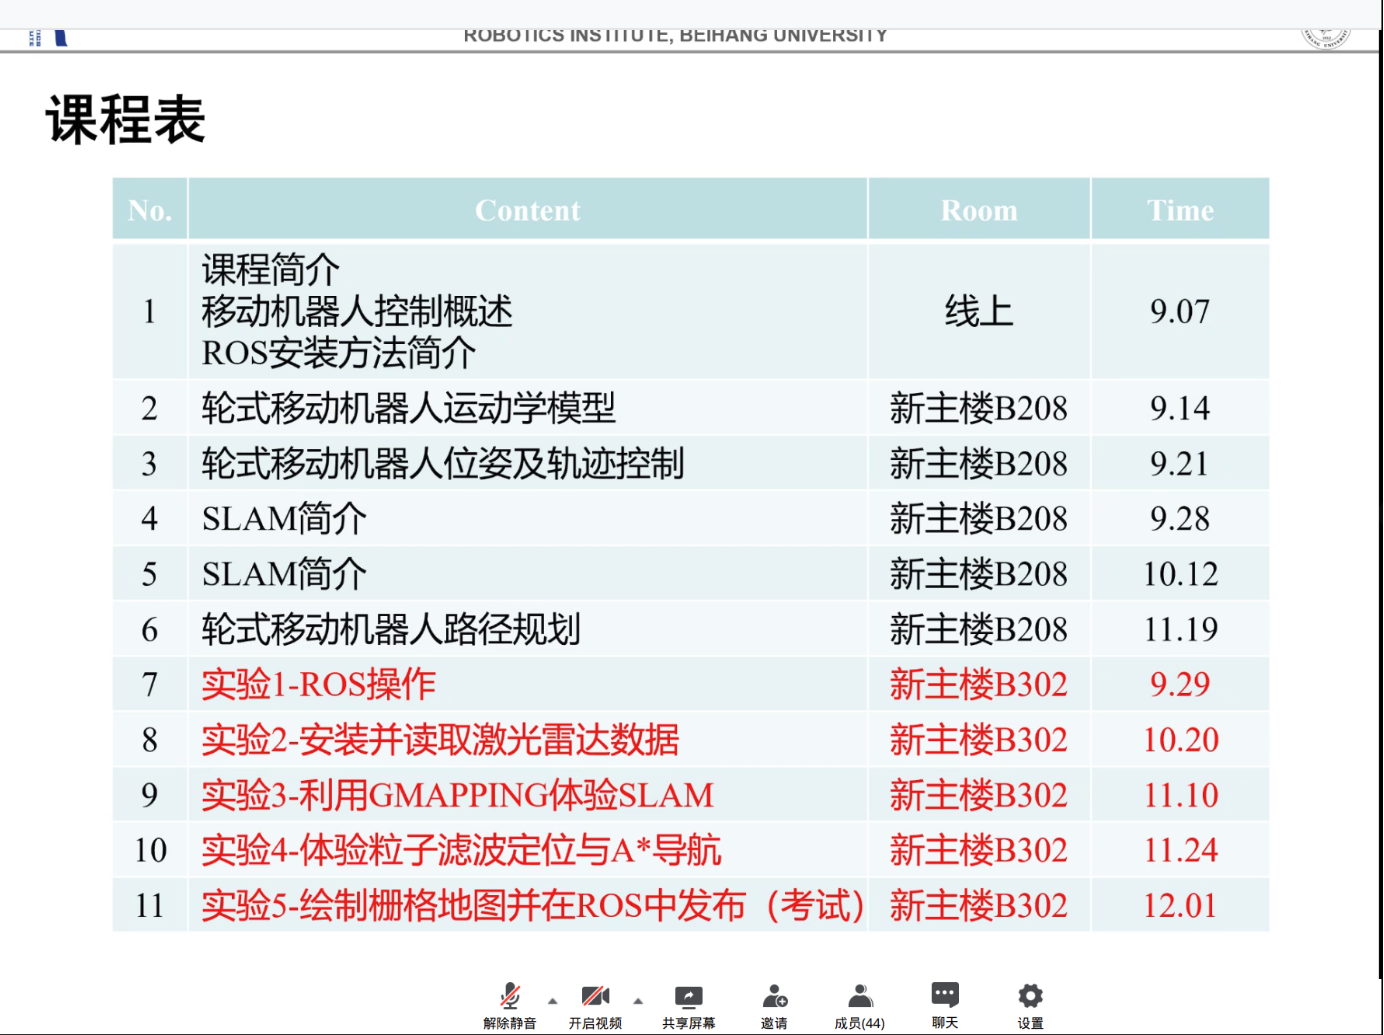 ROBOTICS INSTITUTE, BEIHANG UNIVERSITY
课程表
No. Content Room Time
1 课程简介
移动机器人控制概述
ROS安装方法简介 线上 9.07
2 轮式移动机器人运动学模型 新主楼B208 9.14
3 轮式移动机器人位姿及轨迹控制 新主楼B208 9.21
4 SLAM简介 新主楼B208 9.28
5 SLAM简介 新主楼B208 10.12
6 轮式移动机器人路径规划 新主楼B208 11.19
7 实验1-ROS操作 新主楼B302 9.29
8 实验2-安装并读取激光雷达数据 新主楼B302 10.20
9 实验3-利用GMAPPING体验SLAM 新主楼B302 11.10
10 实验4-体验粒子滤波定位与A*导航 新主楼B302 11.24
11 实验5-绘制栅格地图并在ROS中发布（考试） 新主楼B302 12.01
解除静音 开启视频 共享屏幕 邀请 成员(44) 聊天 设置